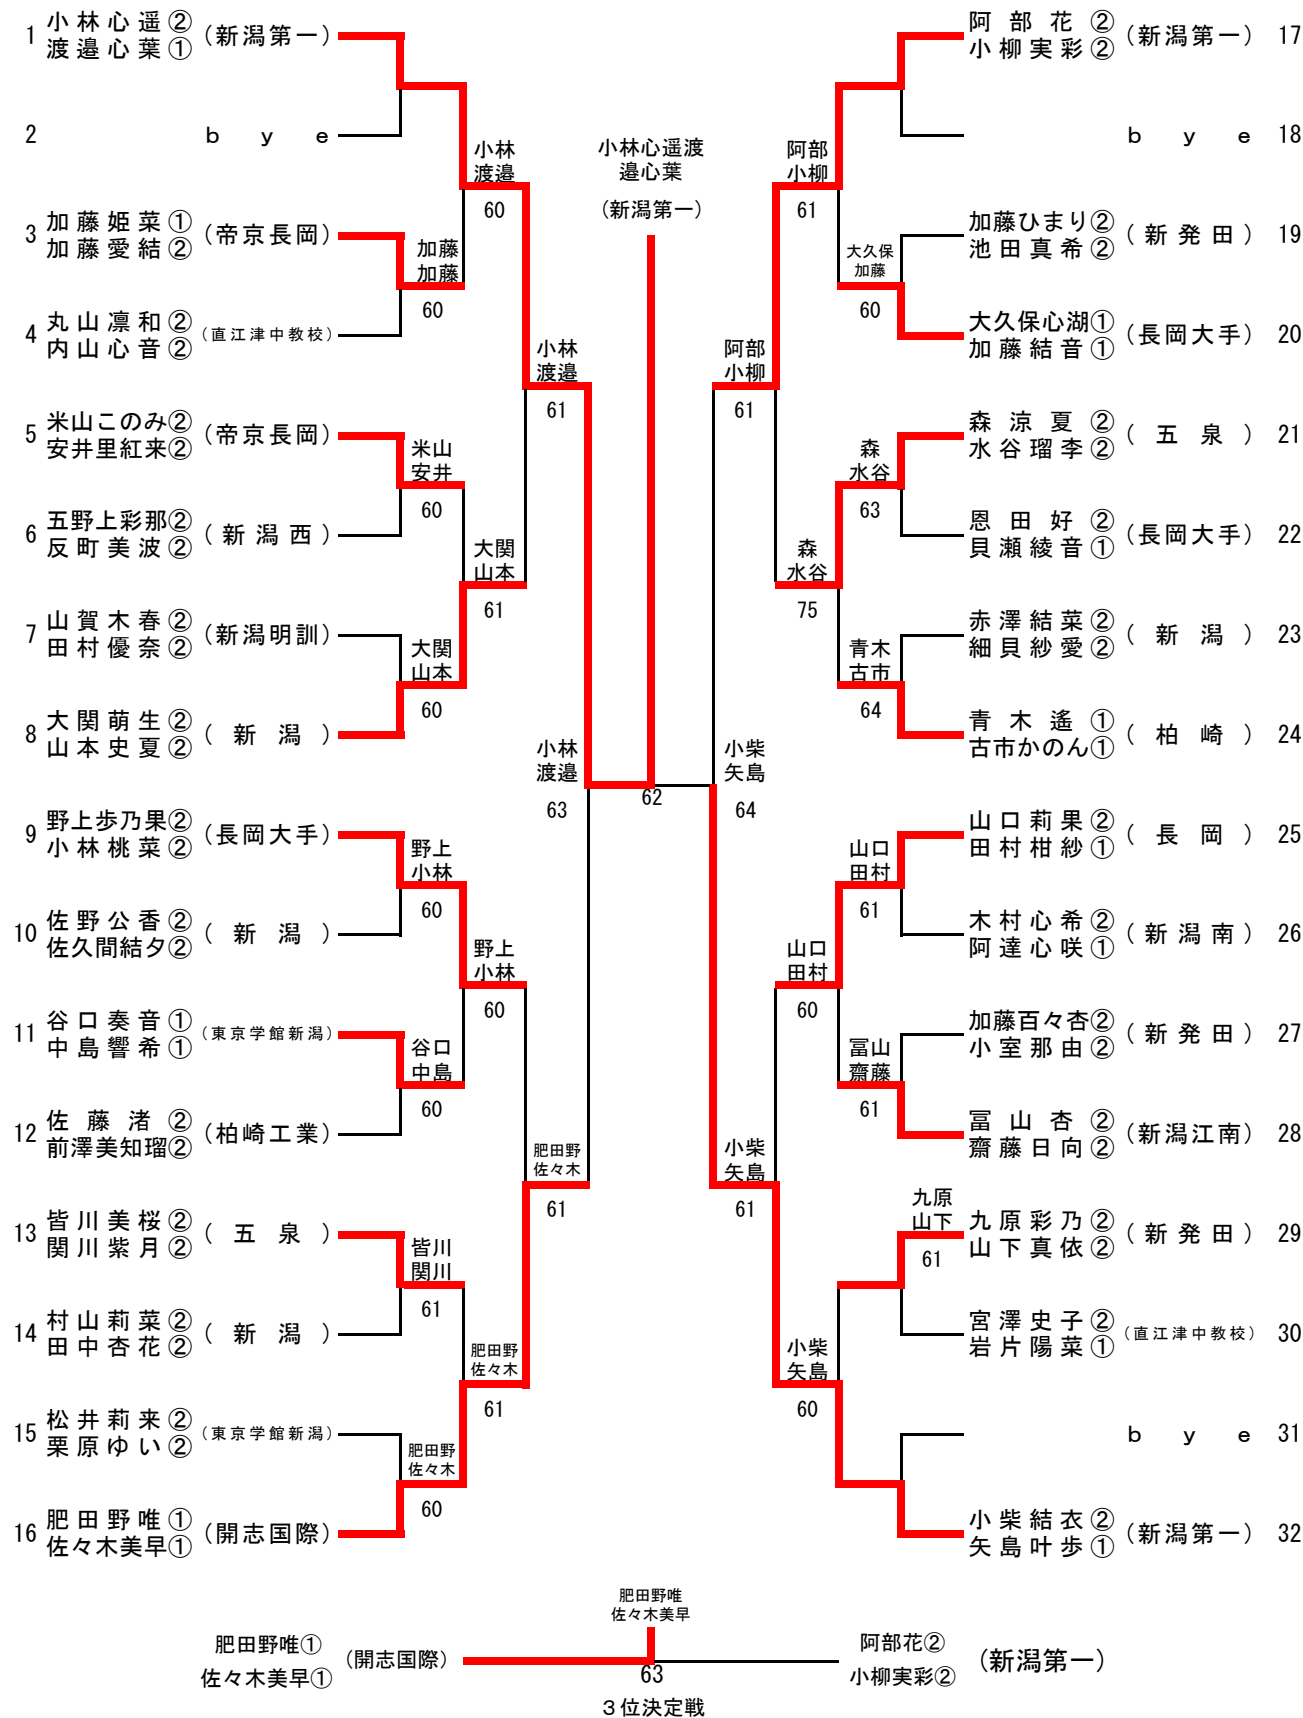 1 小林心遥② (新潟第一)
渡邉心葉①
2 bye
3 加藤姫菜① (帝京長岡)
加藤愛結②
4 丸山凛和② (直江津中教校)
内山心音②
5 米山このみ② (帝京長岡)
安井里紅来②
6 五野上彩那② (新潟西)
反町美波②
7 山賀木春② (新潟明訓)
田村優奈②
8 大関萌生② (新潟)
山本史夏②
9 野上歩乃果② (長岡大手)
小林桃菜②
10 佐野公香② (新潟)
佐久間結夕②
11 谷口奏音① (東京学館新潟)
中島響希①
12 佐藤渚② (柏崎工業)
前澤美知瑠②
13 皆川美桜② (五泉)
関川紫月②
14 村山莉菜② (新潟)
田中杏花②
15 松井莉来② (東京学館新潟)
栗原ゆい②
16 肥田野唯① (開志国際)
佐々木美早①
加藤
加藤
60
米山
安井
60
大関
山本
60
野上
小林
60
谷口
中島
60
皆川
関川
61
肥田野
佐々木
60
小林
渡邉
60
大関
山本
61
野上
小林
60
肥田野
佐々木
61
小林
渡邉
61
肥田野
佐々木
61
小林
渡邉
63
小林心遥渡
邉心葉
(新潟第一)
62
小柴
矢島
64
阿部
小柳
61
小柴
矢島
61
阿部
小柳
61
森
水谷
75
山口
田村
60
小柴
矢島
60
大久保
加藤
60
森
水谷
63
青木
古市
64
山口
田村
61
冨山
齋藤
61
九原
山下
61
阿部花② (新潟第一) 17
小柳実彩②
bye 18
加藤ひまり② (新発田) 19
池田真希②
大久保心湖① (長岡大手) 20
加藤結音①
森涼夏② (五泉) 21
水谷瑠李②
恩田好② (長岡大手) 22
貝瀬綾音①
赤澤結菜② (新潟) 23
細貝紗愛②
青木遙① (柏崎) 24
古市かのん①
山口莉果② (長岡) 25
田村柑紗①
木村心希② (新潟南) 26
阿達心咲①
加藤百々杏② (新発田) 27
小室那由②
冨山杏② (新潟江南) 28
齋藤日向②
九原彩乃② (新発田) 29
山下真依②
宮澤史子② (直江津中教校) 30
岩片陽菜①
bye 31
小柴結衣② (新潟第一) 32
矢島叶歩①
肥田野唯
佐々木美早
肥田野唯① (開志国際)
佐々木美早①
63
阿部花② (新潟第一)
小柳実彩②
3位決定戦